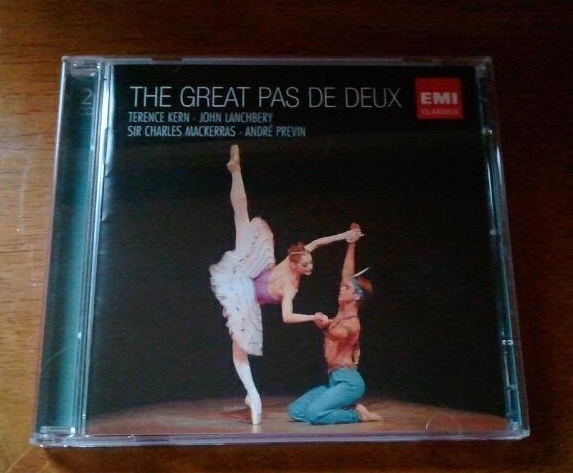 THE GREAT PAS DE DEUX
EMI
CLASSICS
TERENCE KERN · JOHN LANCHBERY
SIR CHARLES MACKERRAS · ANDRÉ PREVIN
2